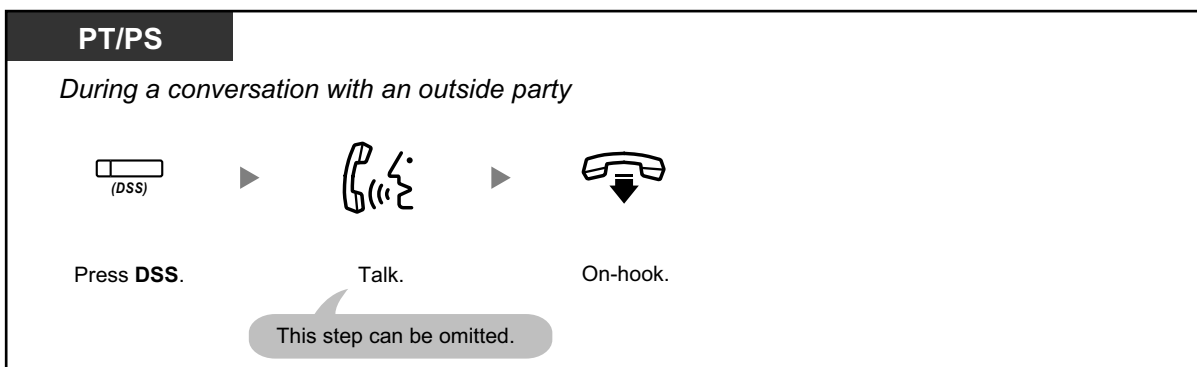 PT/PS
During a conversation with an outside party
(DSS)
Press DSS.
Talk.
On-hook.
This step can be omitted.